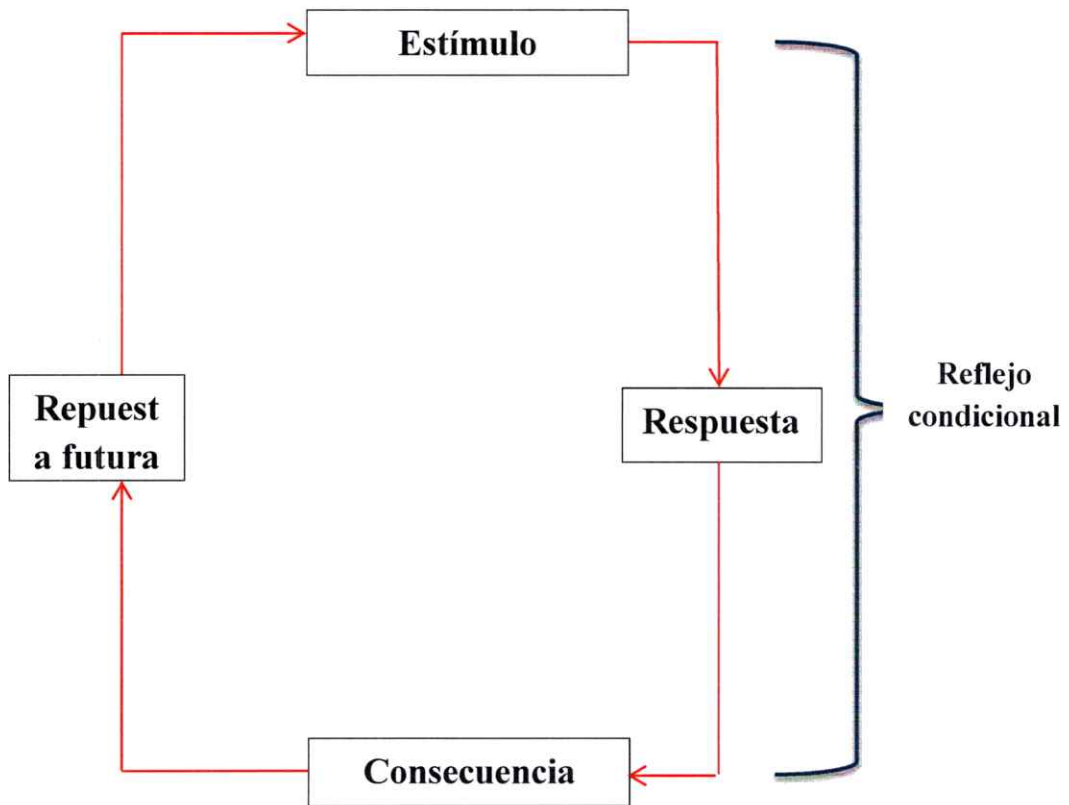 Estímulo
Repuest
a futura
Respuesta
Reflejo
condicional
Consecuencia